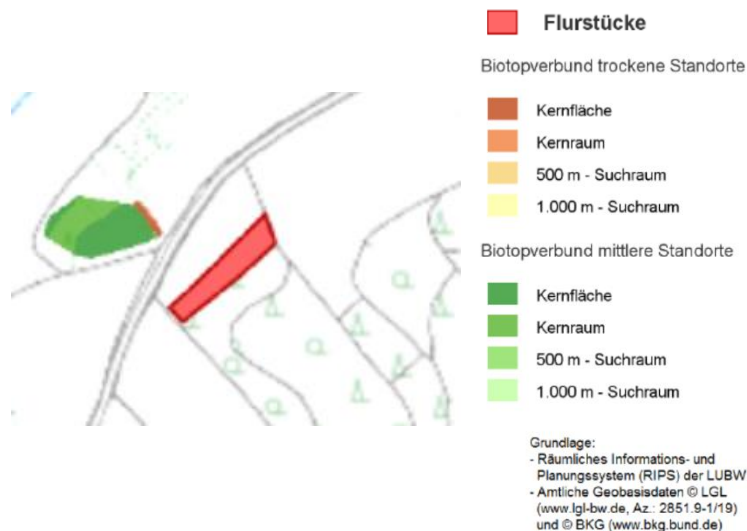 Flurstücke
Biotopverbund trockene Standorte
Kernfläche
Kernraum
500 m - Suchraum
1.000 m - Suchraum
Biotopverbund mittlere Standorte
Kernfläche
Kernraum
500 m - Suchraum
1.000 m - Suchraum
Grundlage:
- Räumliches Informations- und
Planungssystem (RIPS) der LUBW
- Amtliche Geobasisdaten © LGL
(www.lgl-bw.de, Az.: 2851.9-1/19)
und © BKG (www.bkg.bund.de)